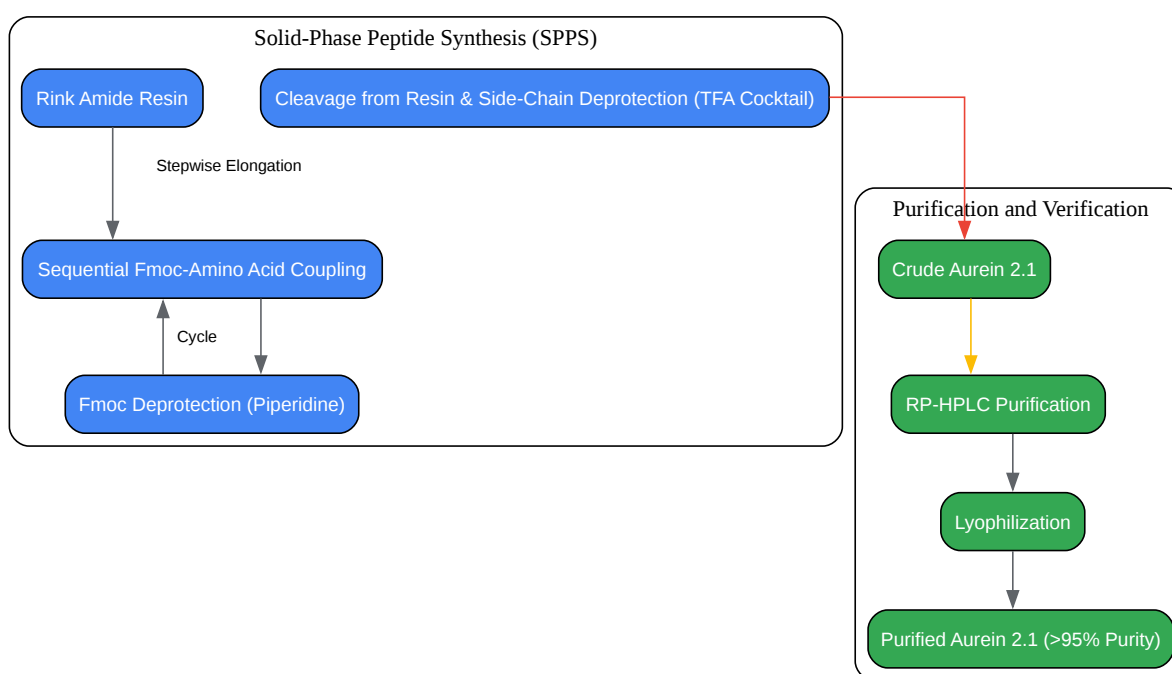 Solid-Phase Peptide Synthesis (SPPS)
Rink Amide Resin
Cleavage from Resin & Side-Chain Deprotection (TFA Cocktail)
Stepwise Elongation
Sequential Fmoc-Amino Acid Coupling
Cycle
Fmoc Deprotection (Piperidine)
Purification and Verification
Crude Aurein 2.1
RP-HPLC Purification
Lyophilization
Purified Aurein 2.1 (>95% Purity)